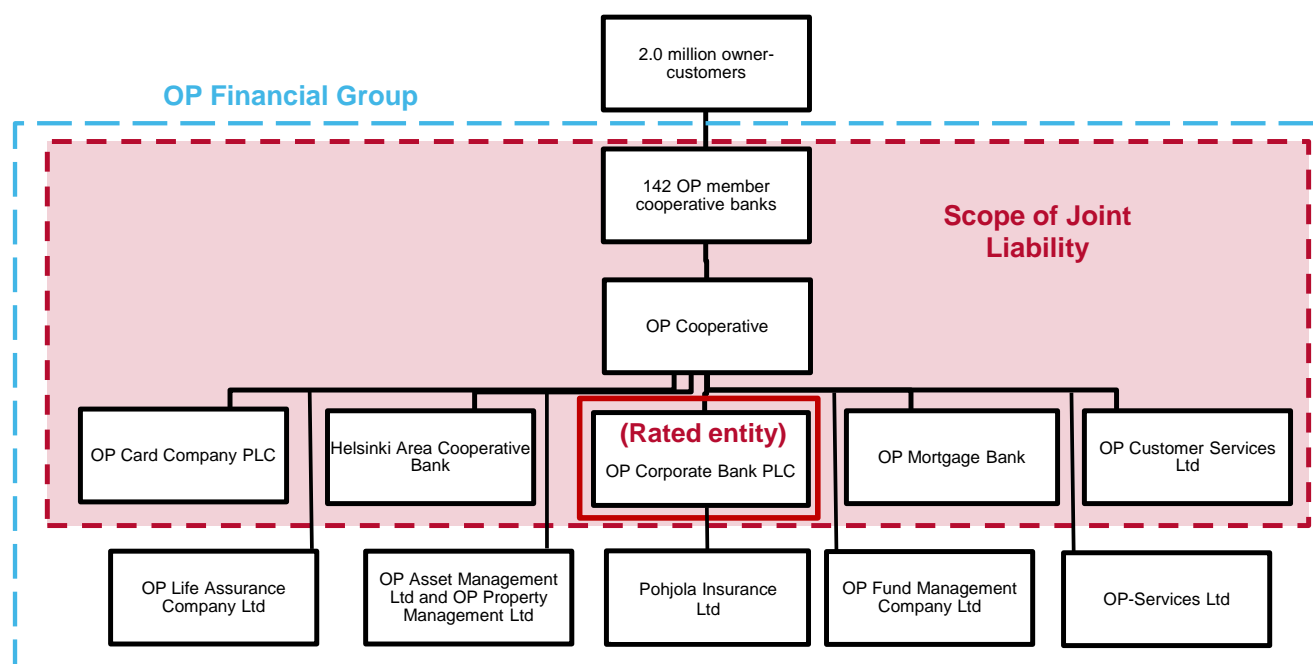 2.0 million owner-
customers
OP Financial Group
142 OP member
cooperative banks
Scope of Joint
Liability
OP Cooperative
OP Card Company PLC
Helsinki Area Cooperative
Bank
(Rated entity)
OP Corporate Bank PLC
OP Mortgage Bank
OP Customer Services
Ltd
OP Life Assurance
Company Ltd
OP Asset Management
Ltd and OP Property
Management Ltd
Pohjola Insurance
Ltd
OP Fund Management
Company Ltd
OP-Services Ltd